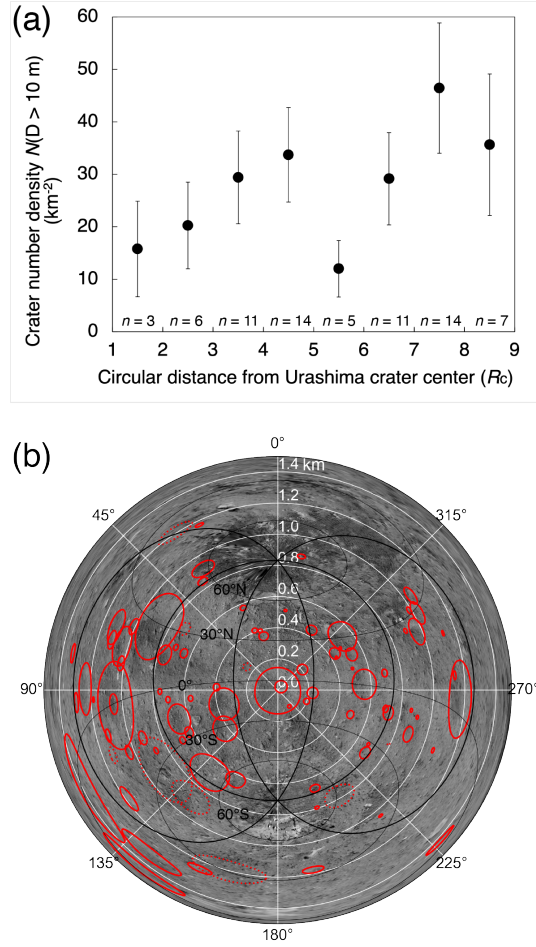 (a)
Crater number density N(D > 10 m)
(km-2)
60
50
40
30
20
10
0
n = 3 n = 6 n = 11 n = 14 n = 5 n = 11 n = 14 n = 7
1 2 3 4 5 6 7 8 9
Circular distance from Urashima crater center (Rc)
(b)
0°
1.4 km
1.2
45° 315°
1.0
0.8
60°N 0.6
0.4
30°N
0.2
90° 0° 0.0 270°
30°S
60°S
135° 225°
180°